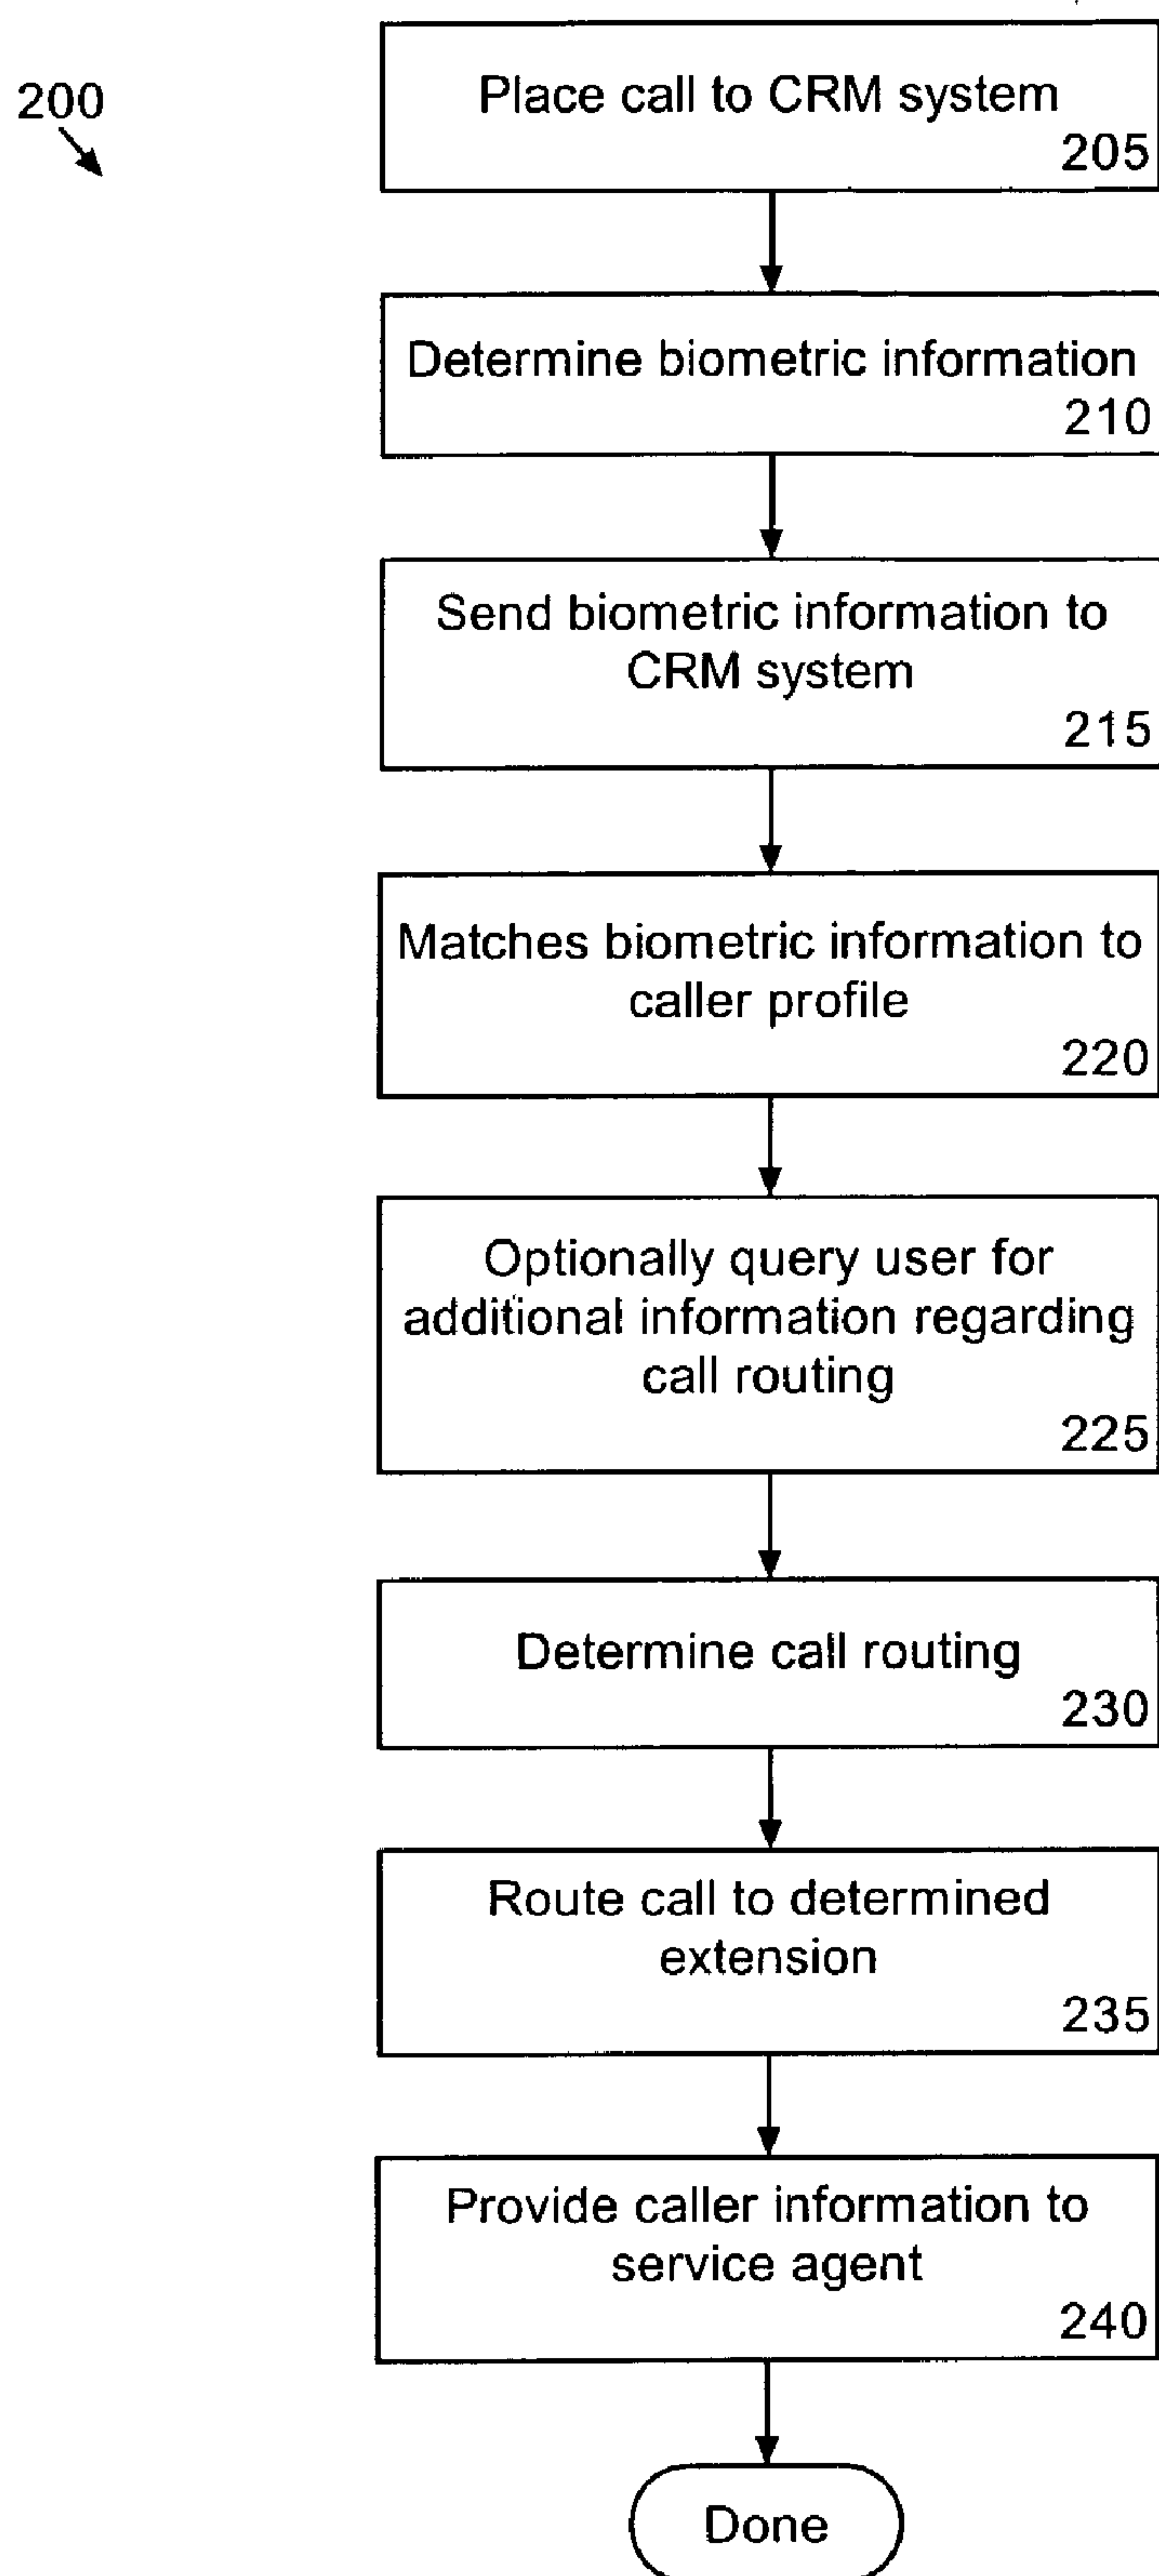 200
Place call to CRM system
205
Determine biometric information
210
Send biometric information to
CRM system
215
Matches biometric information to
caller profile
220
Optionally query user for
additional information regarding
call routing
225
Determine call routing
230
Route call to determined
extension
235
Provide caller information to
service agent
240
Done